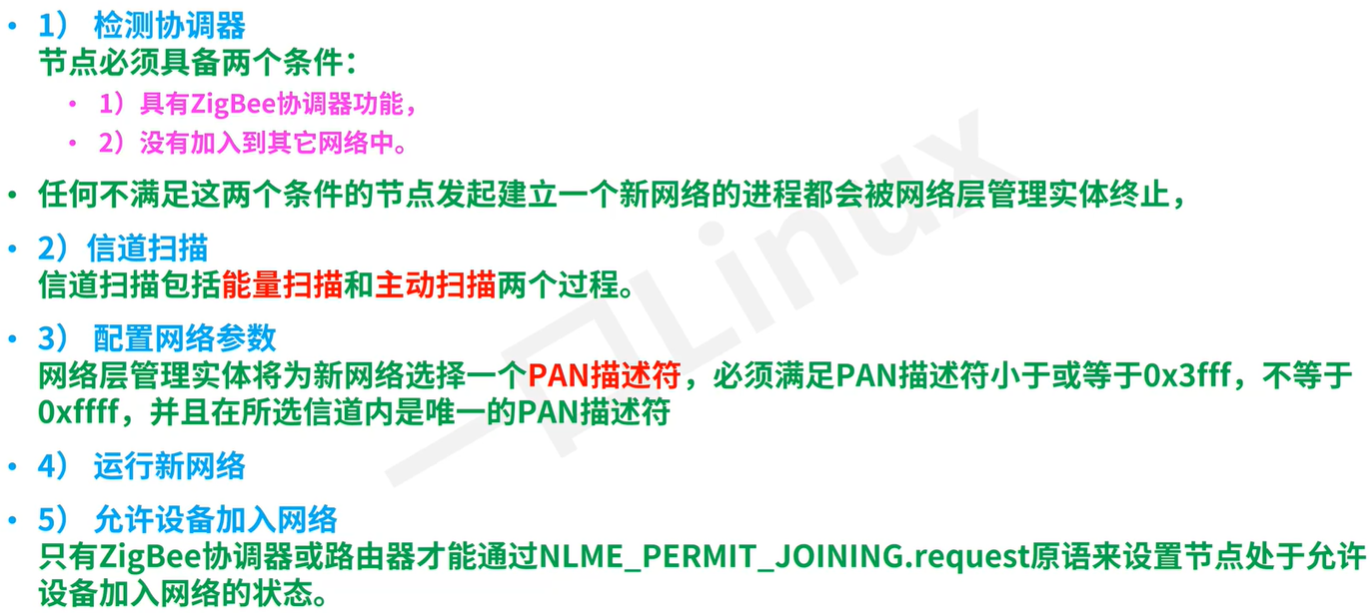 • 1） 检测协调器
节点必须具备两个条件：
• 1）具有ZigBee协调器功能，
• 2）没有加入到其它网络中。
• 任何不满足这两个条件的节点发起建立一个新网络的进程都会被网络层管理实体终止，
• 2）信道扫描
信道扫描包括能量扫描和主动扫描两个过程。
• 3） 配置网络参数
网络层管理实体将为新网络选择一个PAN描述符，必须满足PAN描述符小于或等于0x3fff，不等于
0xffff，并且在所选信道内是唯一的PAN描述符
• 4） 运行新网络
• 5） 允许设备加入网络
只有ZigBee协调器或路由器才能通过NLME_PERMIT_JOINING.request原语来设置节点处于允许
设备加入网络的状态。
一口Linux